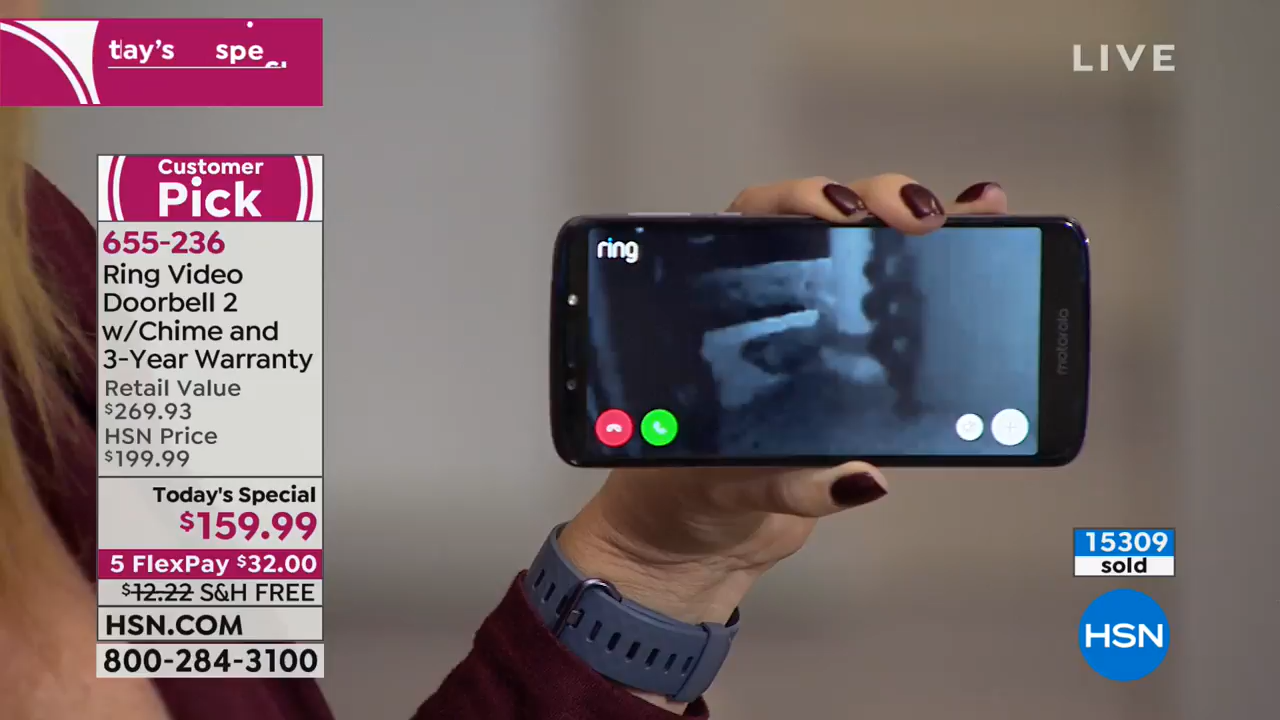 tay's spe
LIVE
Customer
Pick
655-236
Ring Video
Doorbell 2
w/Chime and
3-Year Warranty
Retail Value
$269.93
HSN Price
$199.99
Today's Special
$159.99
5 FlexPay $32.00
$12.22 S&H FREE
HSN.COM
800-284-3100
ring
motorola
15309
sold
HSN